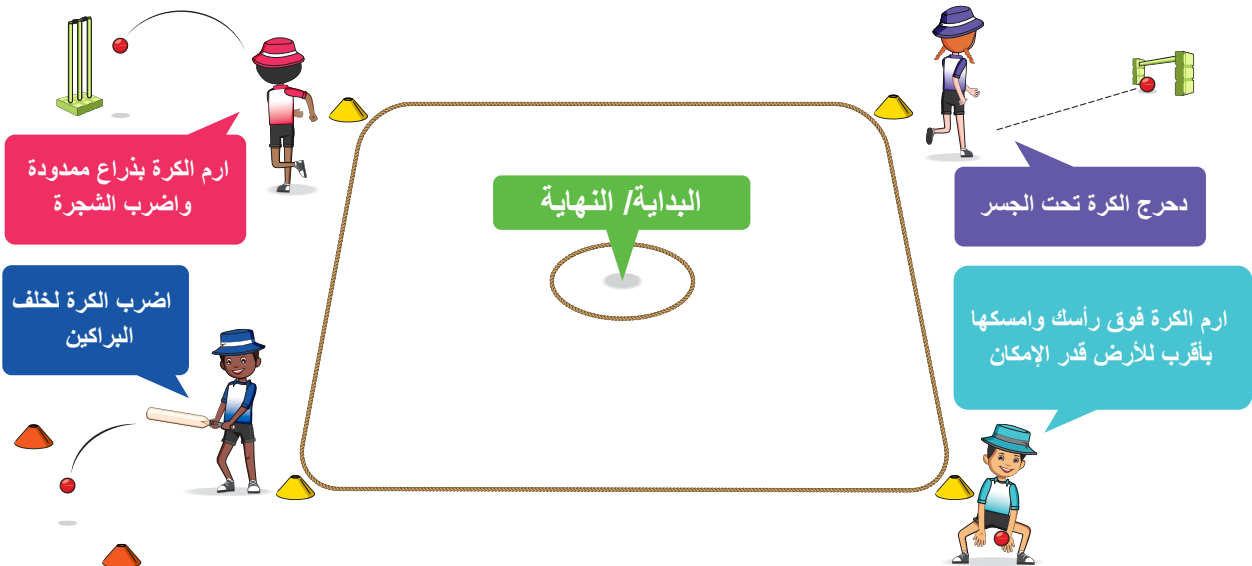 ارم الكرة بذراع ممدودة
واضرب الشجرة
البداية/ النهاية
دحرج الكرة تحت الجسر
اضرب الكرة لخلف
البراكين
ارم الكرة فوق رأسك وامسكها
بأقرب للأرض قدر الإمكان